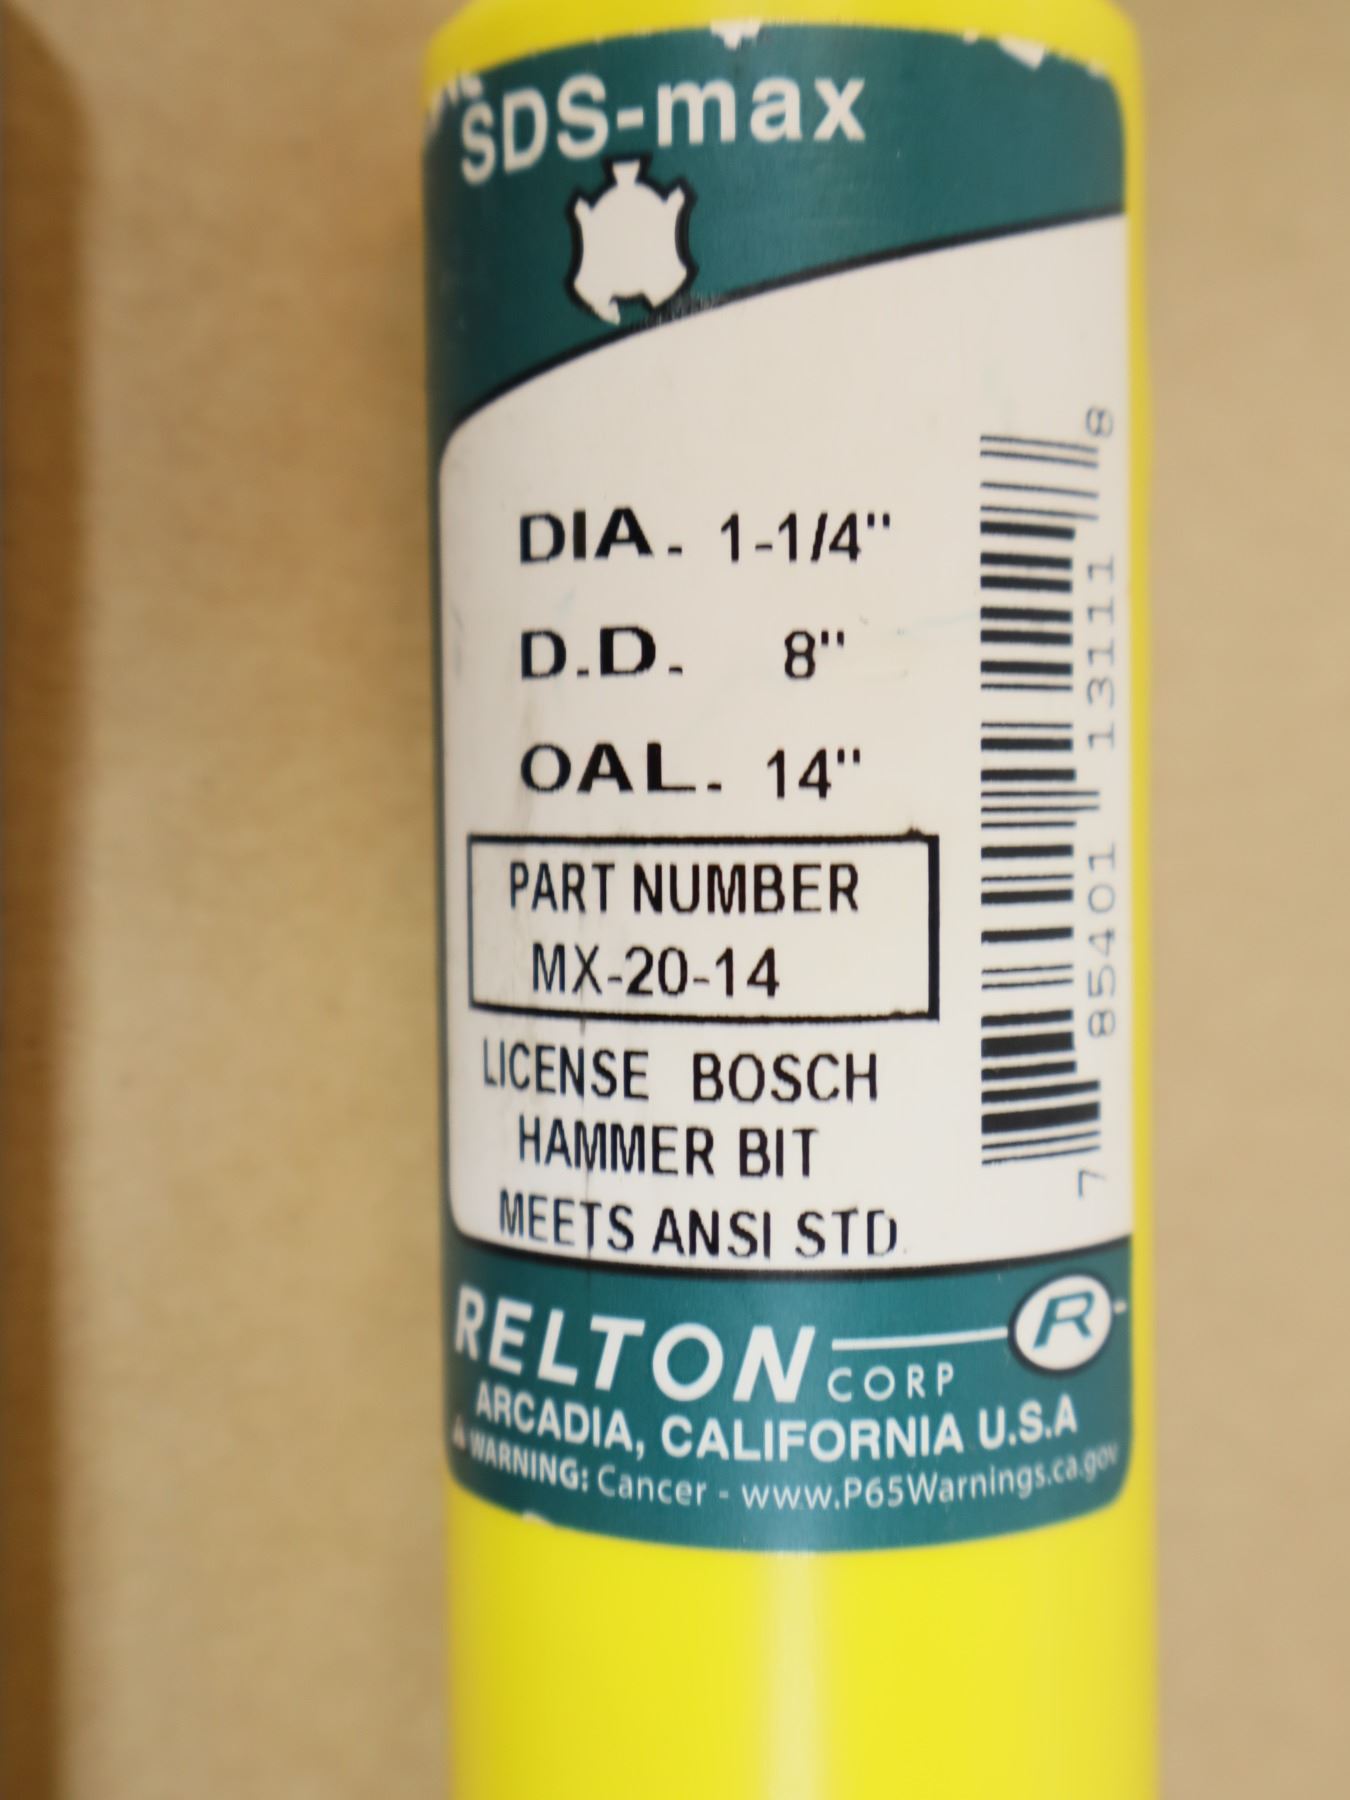 SDS-max
DIA. 1-1/4"
D.D. 8"
OAL. 14"
PART NUMBER
MX-20-14
LICENSE BOSCH
HAMMER BIT
MEETS ANSI STD.
7 85401 13111 8
RELTON CORP R
ARCADIA, CALIFORNIA U.S.A
WARNING: Cancer - www.P65Warnings.ca.gov